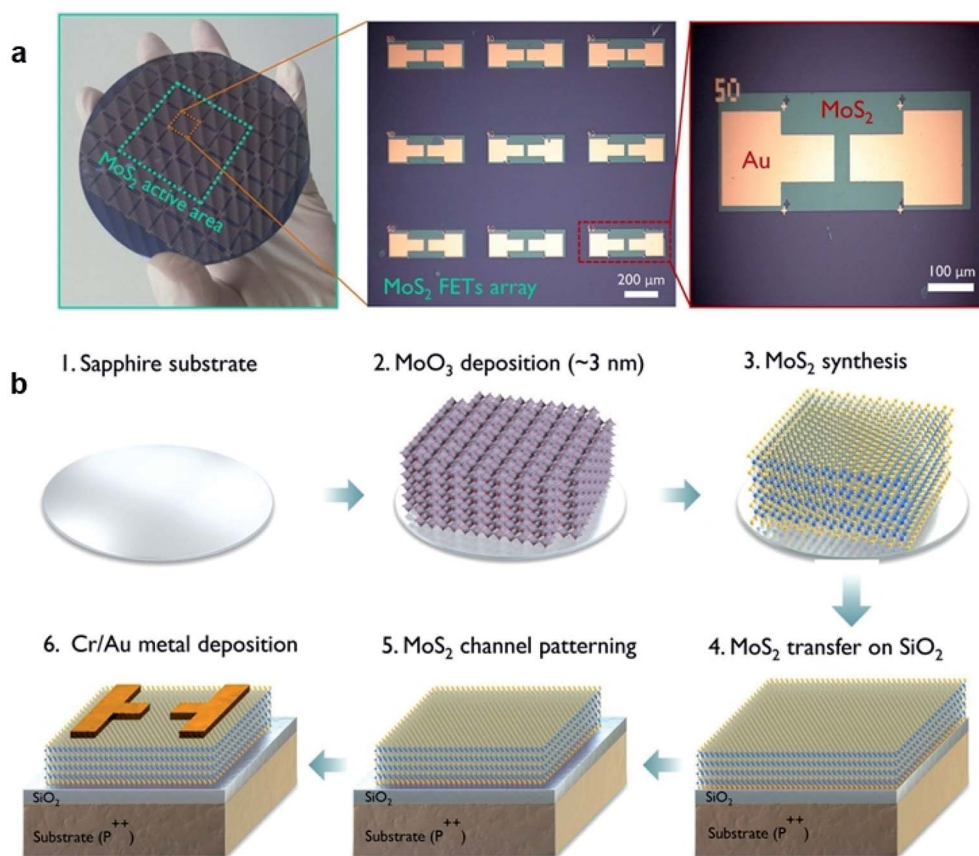 a
MoS₂ active area
MoS₂ FETs array
200 µm
50
MoS₂
Au
100 µm
b
1. Sapphire substrate
2. MoO₃ deposition (~3 nm)
3. MoS₂ synthesis
6. Cr/Au metal deposition
5. MoS₂ channel patterning
4. MoS₂ transfer on SiO₂
SiO₂
Substrate (P⁺⁺)
SiO₂
Substrate (P⁺⁺)
SiO₂
Substrate (P⁺⁺)